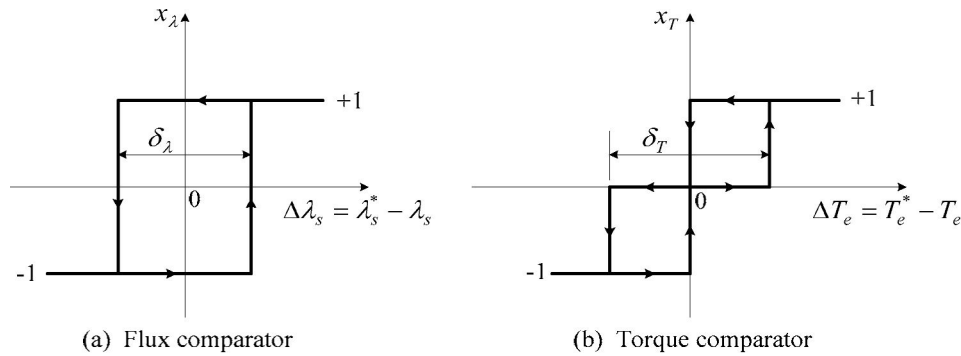 x_λ
+1
δ_λ
0
Δλ_s = λ_s^* − λ_s
-1
(a) Flux comparator
x_T
+1
δ_T
0
ΔT_e = T_e^* − T_e
-1
(b) Torque comparator